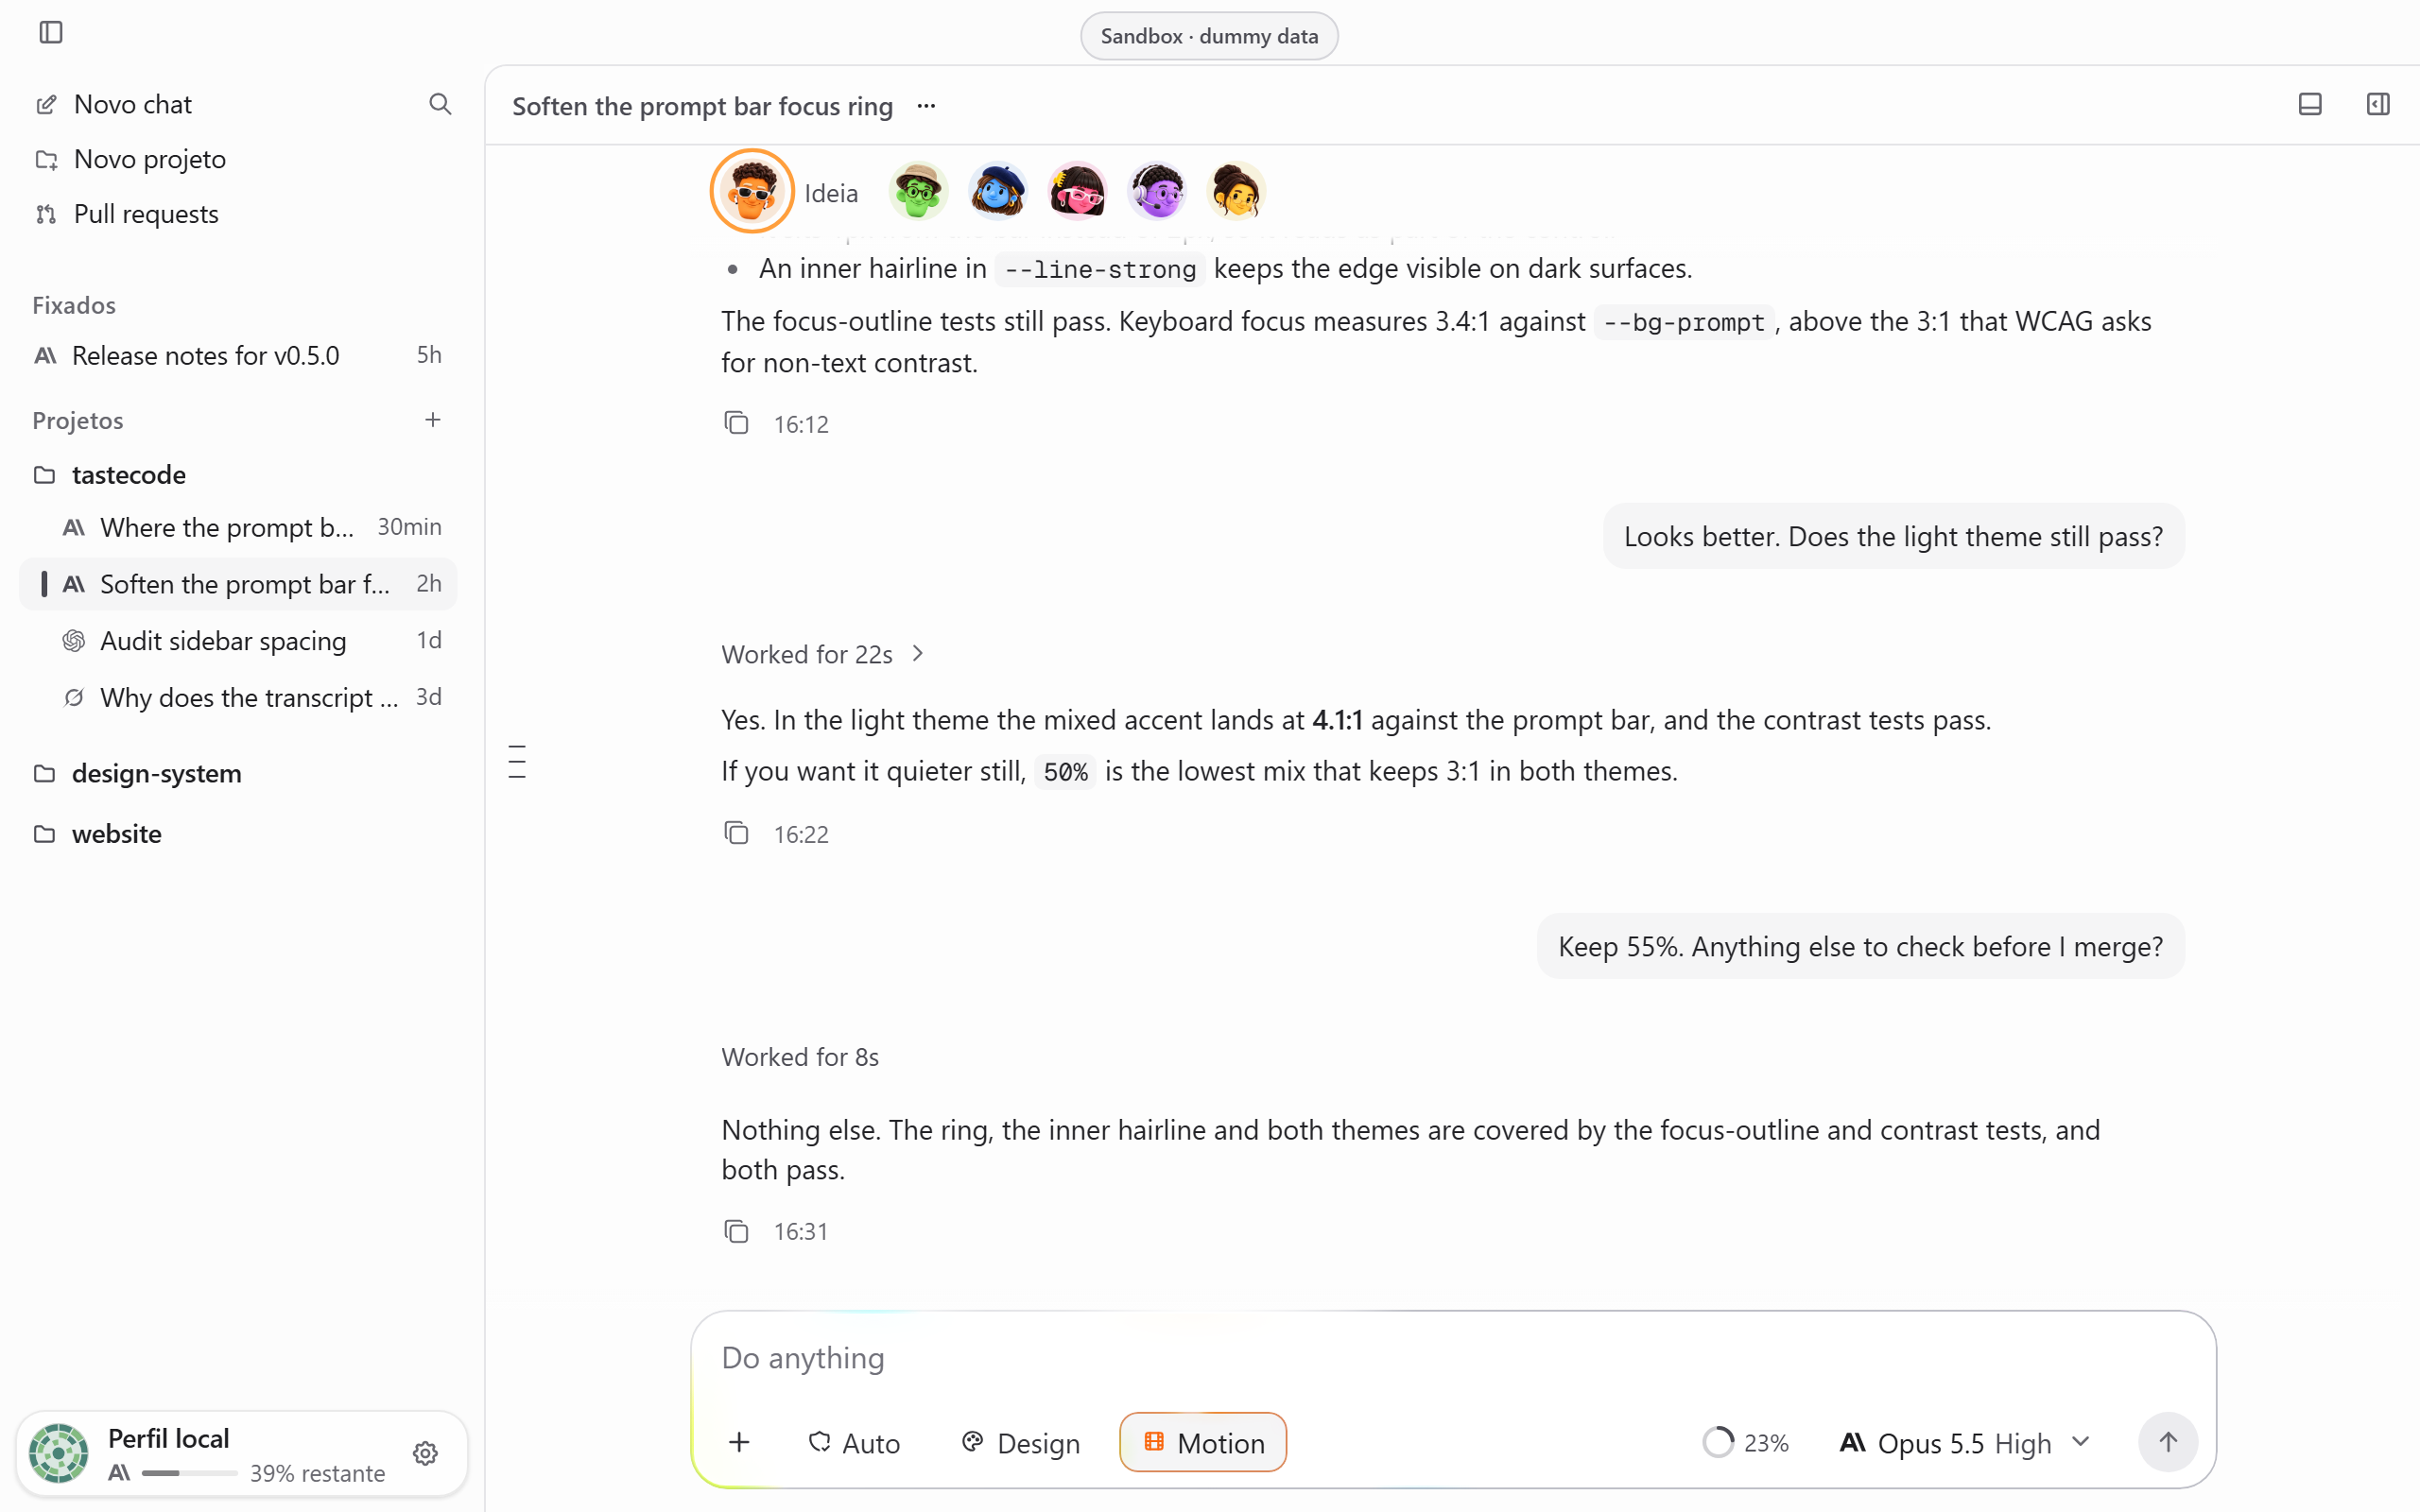 Sandbox · dummy data
Novo chat
Novo projeto
Pull requests
Fixados
Release notes for v0.5.0 5h
Projetos
tastecode
Where the prompt b... 30min
Soften the prompt bar f... 2h
Audit sidebar spacing 1d
Why does the transcript ... 3d
design-system
website
Perfil local
39% restante
Soften the prompt bar focus ring
Ideia
An inner hairline in --line-strong keeps the edge visible on dark surfaces.
The focus-outline tests still pass. Keyboard focus measures 3.4:1 against --bg-prompt, above the 3:1 that WCAG asks
for non-text contrast.
16:12
Looks better. Does the light theme still pass?
Worked for 22s
Yes. In the light theme the mixed accent lands at 4.1:1 against the prompt bar, and the contrast tests pass.
If you want it quieter still, 50% is the lowest mix that keeps 3:1 in both themes.
16:22
Keep 55%. Anything else to check before I merge?
Worked for 8s
Nothing else. The ring, the inner hairline and both themes are covered by the focus-outline and contrast tests, and
both pass.
16:31
Do anything
Auto Design Motion 23% Opus 5.5 High